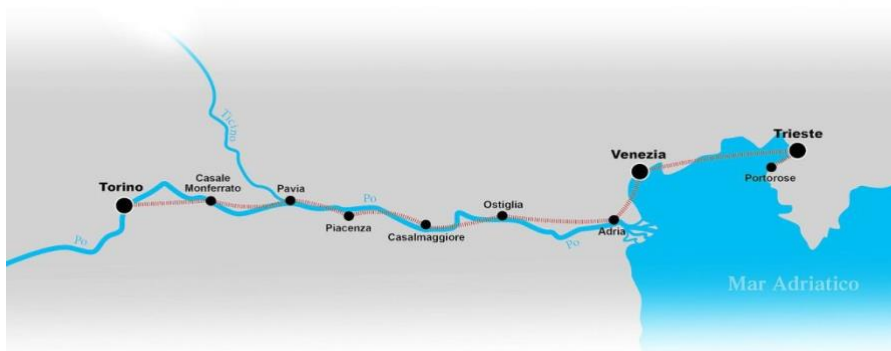 Ticino
Trieste
Venezia
Portorose
Casale
Monferrato
Pavia
Torino
Po
Ostiglia
Piacenza
Casalmaggiore
Adria
Po
Po
Mar Adriatico